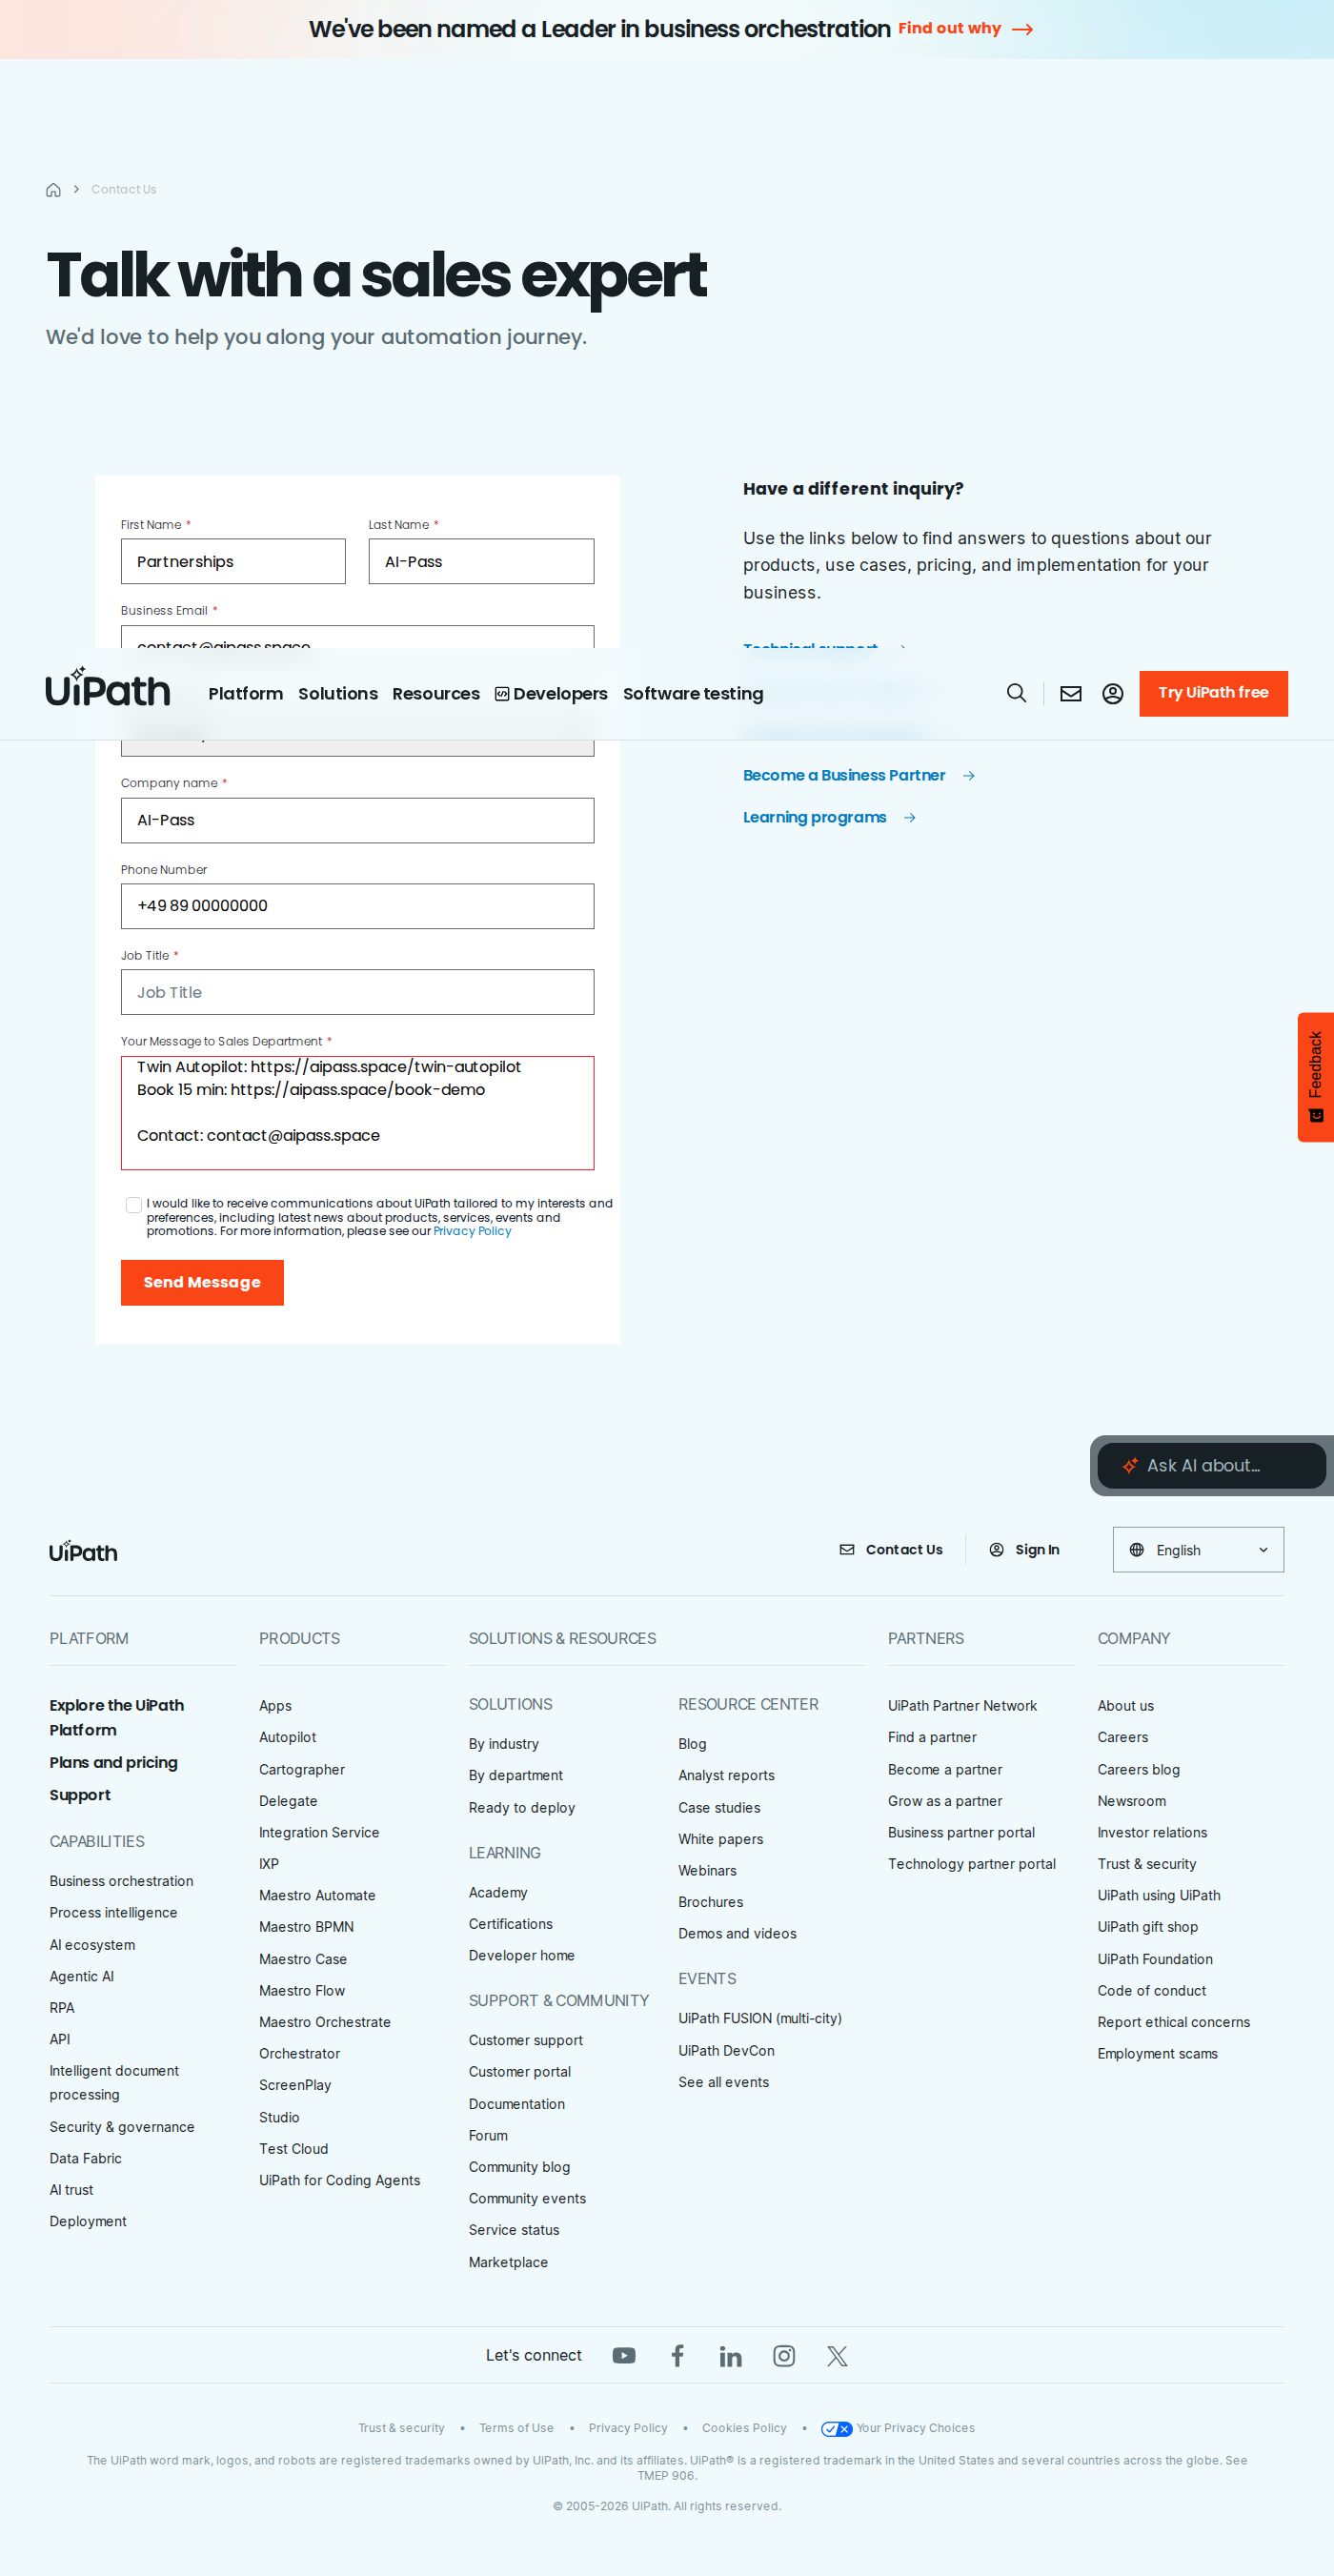 We've been named a Leader in business orchestration Find out why
Contact Us
Talk with a sales expert
We'd love to help you along your automation journey.
First Name *
Last Name *
Partnerships
AI-Pass
Business Email *
contact@aipass.space
Have a different inquiry?
Use the links below to find answers to questions about our
products, use cases, pricing, and implementation for your
business.
Technical support
UiPath
Platform
Solutions
Resources
Developers
Software testing
Try UiPath free
Become a Business Partner
Learning programs
Company name *
AI-Pass
Phone Number
+49 89 00000000
Job Title *
Job Title
Your Message to Sales Department *
Twin Autopilot: https://aipass.space/twin-autopilot
Book 15 min: https://aipass.space/book-demo
Contact: contact@aipass.space
I would like to receive communications about UiPath tailored to my interests and
preferences, including latest news about products, services, events and
promotions. For more information, please see our Privacy Policy
Send Message
Feedback
Ask AI about...
UiPath
Contact Us
Sign In
English
PLATFORM
Explore the UiPath
Platform
Plans and pricing
Support
CAPABILITIES
Business orchestration
Process intelligence
AI ecosystem
Agentic AI
RPA
API
Intelligent document
processing
Security & governance
Data Fabric
AI trust
Deployment
PRODUCTS
Apps
Autopilot
Cartographer
Delegate
Integration Service
IXP
Maestro Automate
Maestro BPMN
Maestro Case
Maestro Flow
Maestro Orchestrate
Orchestrator
ScreenPlay
Studio
Test Cloud
UiPath for Coding Agents
SOLUTIONS & RESOURCES
SOLUTIONS
By industry
By department
Ready to deploy
LEARNING
Academy
Certifications
Developer home
SUPPORT & COMMUNITY
Customer support
Customer portal
Documentation
Forum
Community blog
Community events
Service status
Marketplace
RESOURCE CENTER
Blog
Analyst reports
Case studies
White papers
Webinars
Brochures
Demos and videos
EVENTS
UiPath FUSION (multi-city)
UiPath DevCon
See all events
PARTNERS
UiPath Partner Network
Find a partner
Become a partner
Grow as a partner
Business partner portal
Technology partner portal
COMPANY
About us
Careers
Careers blog
Newsroom
Investor relations
Trust & security
UiPath using UiPath
UiPath gift shop
UiPath Foundation
Code of conduct
Report ethical concerns
Employment scams
Let's connect
Trust & security • Terms of Use • Privacy Policy • Cookies Policy • Your Privacy Choices
The UiPath word mark, logos, and robots are registered trademarks owned by UiPath, Inc. and its affiliates. UiPath® is a registered trademark in the United States and several countries across the globe. See
TMEP 906.
© 2005-2026 UiPath. All rights reserved.